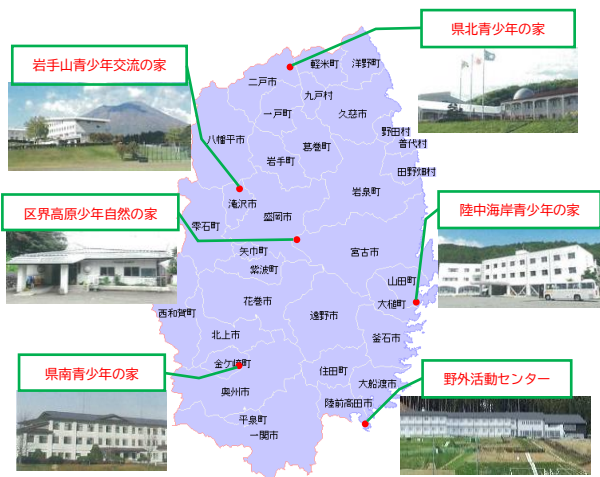 県北青少年の家
岩手山青少年交流の家
区界高原少年自然の家
陸中海岸青少年の家
県南青少年の家
野外活動センター
軽米町
洋野町
二戸市
九戸村
一戸町
久慈市
野田村
普代村
八幡平市
葛巻町
岩手町
田野畑村
岩泉町
滝沢市
盛岡市
雫石町
矢巾町
宮古市
紫波町
山田町
花巻市
大槌町
西和賀町
遠野市
北上市
釜石市
金ケ崎町
住田町
奥州市
大船渡市
陸前高田市
平泉町
一関市